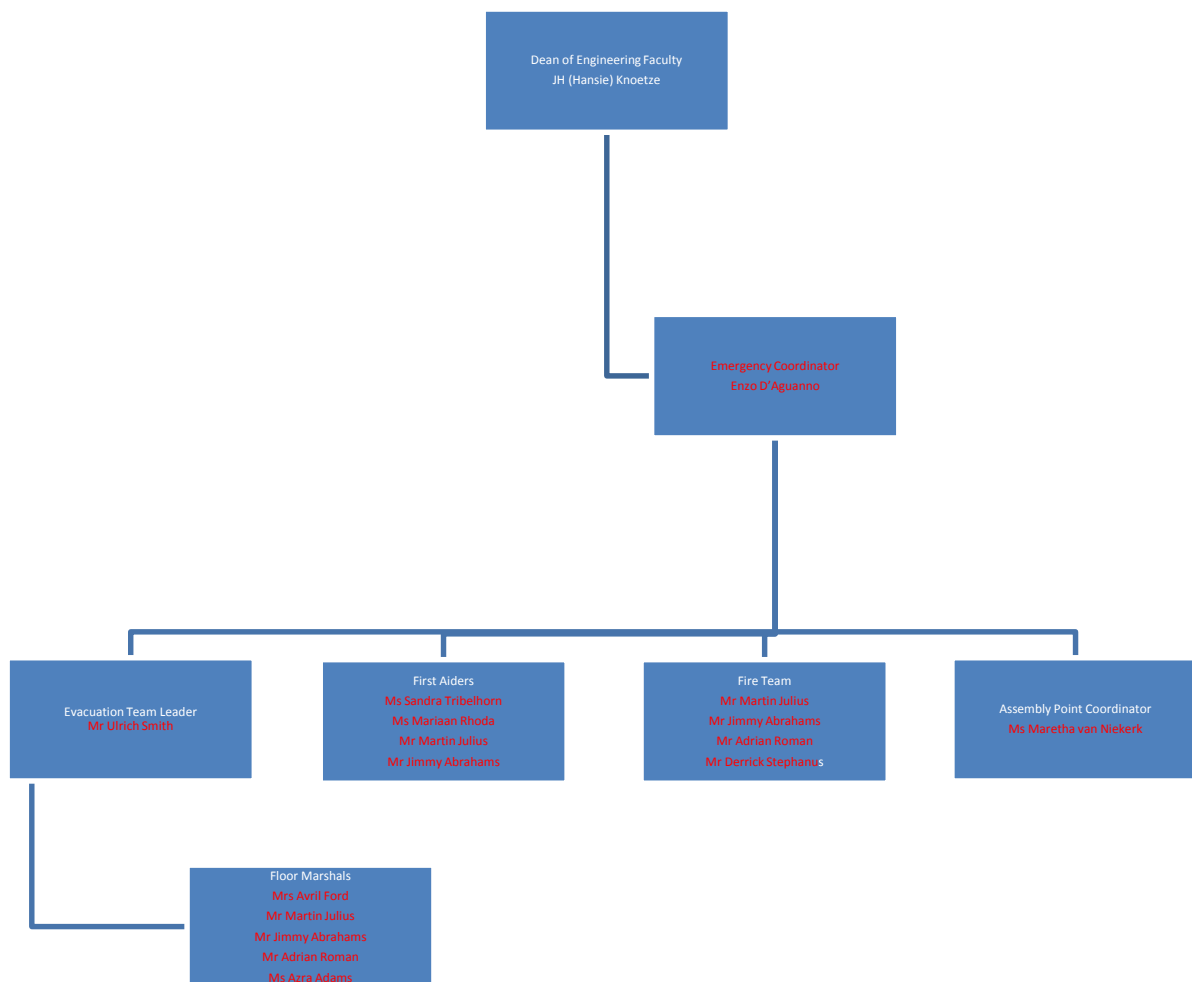 Dean of Engineering Faculty
JH (Hansie) Knoetze
Emergency Coordinator
Enzo D'Aguanno
Evacuation Team Leader
Mr Ulrich Smith
First Aiders
Ms Sandra Tribelhorn
Ms Mariaan Rhoda
Mr Martin Julius
Mr Jimmy Abrahams
Fire Team
Mr Martin Julius
Mr Jimmy Abrahams
Mr Adrian Roman
Mr Derrick Stephanus
Assembly Point Coordinator
Ms Maretha van Niekerk
Floor Marshals
Mrs Avril Ford
Mr Martin Julius
Mr Jimmy Abrahams
Mr Adrian Roman
Ms Azra Adams